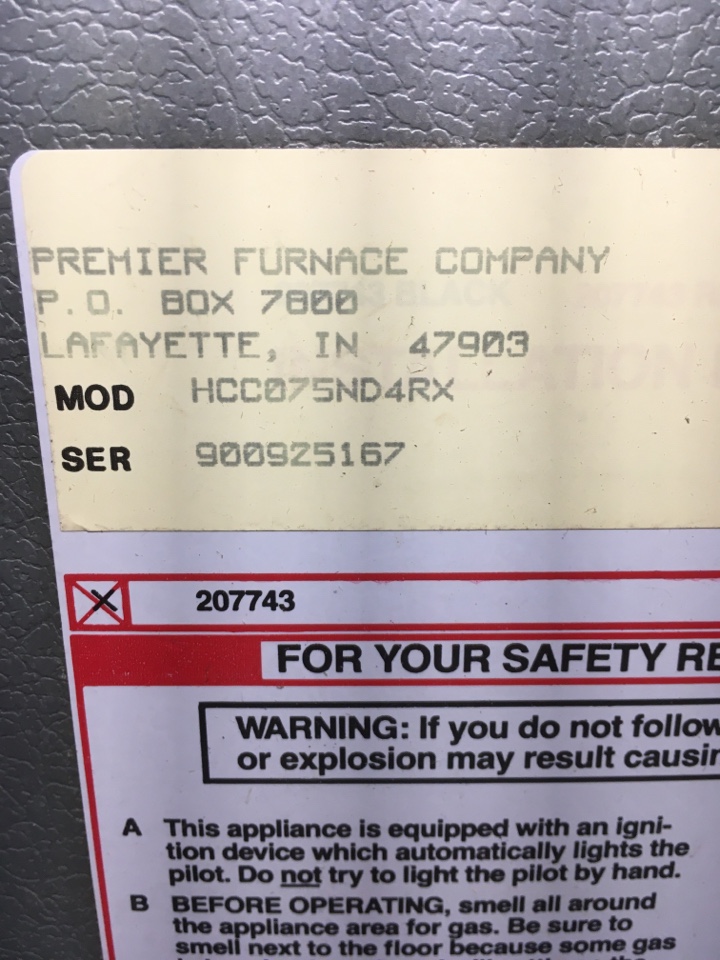 PREMIER FURNACE COMPANY
P.O. BOX 7800
LAFAYETTE, IN 47903
MOD HCC075ND4RX
SER 900925167
207743
FOR YOUR SAFETY RE
WARNING: If you do not follow
or explosion may result causin
A This appliance is equipped with an igni-
tion device which automatically lights the
pilot. Do not try to light the pilot by hand.
B BEFORE OPERATING, smell all around
the appliance area for gas. Be sure to
smell next to the floor because some gas